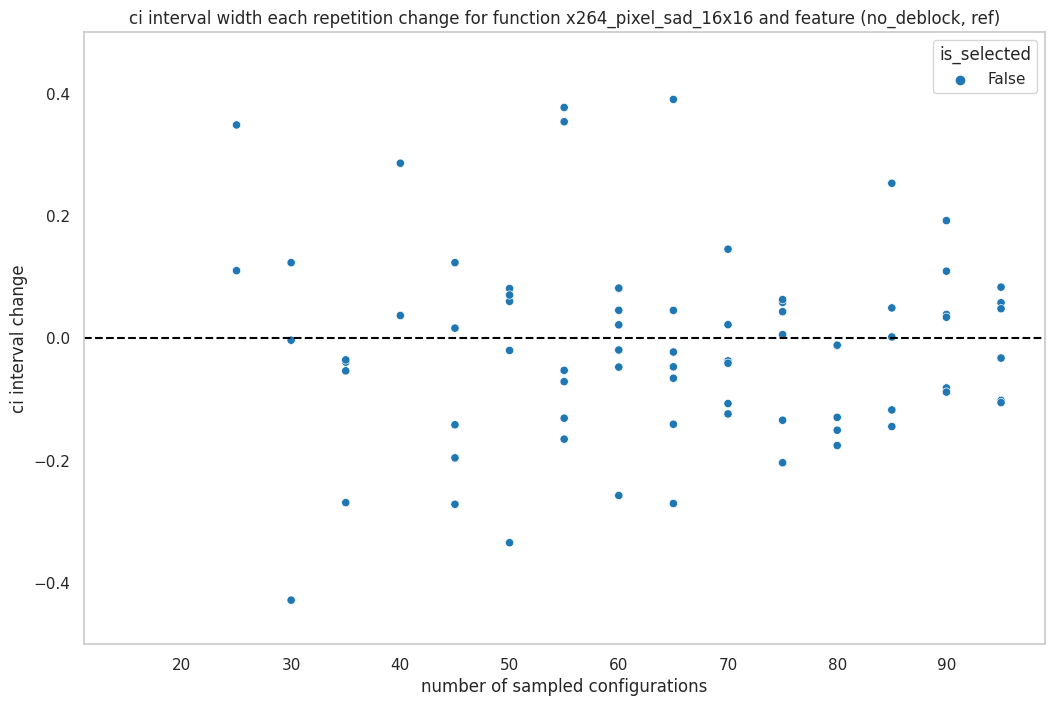 ci interval width each repetition change for function x264_pixel_sad_16x16 and feature (no_deblock, ref)
is_selected
False
ci interval change
0.4
0.2
0.0
−0.2
−0.4
20 30 40 50 60 70 80 90
number of sampled configurations